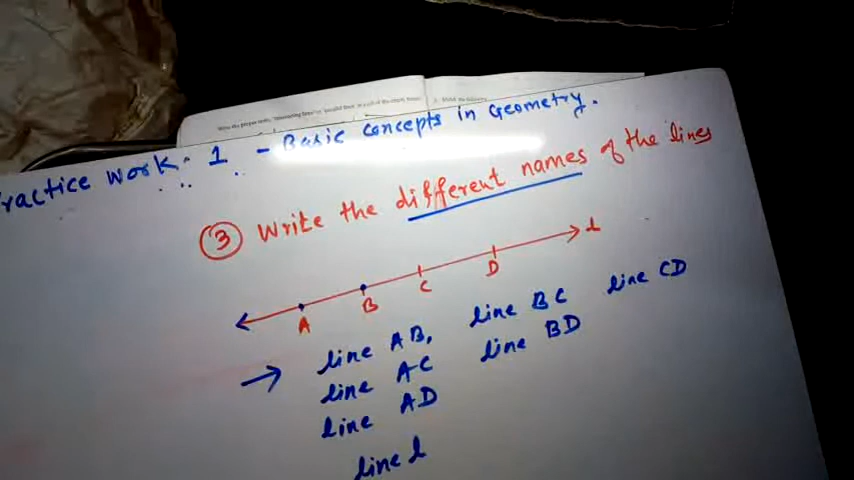 ractice work. 1 - Basic concepts in Geometry.
3 Write the different names of the lines
l
A B C D
→ line AB, line BC line CD
line AC line BD
line AD
line l